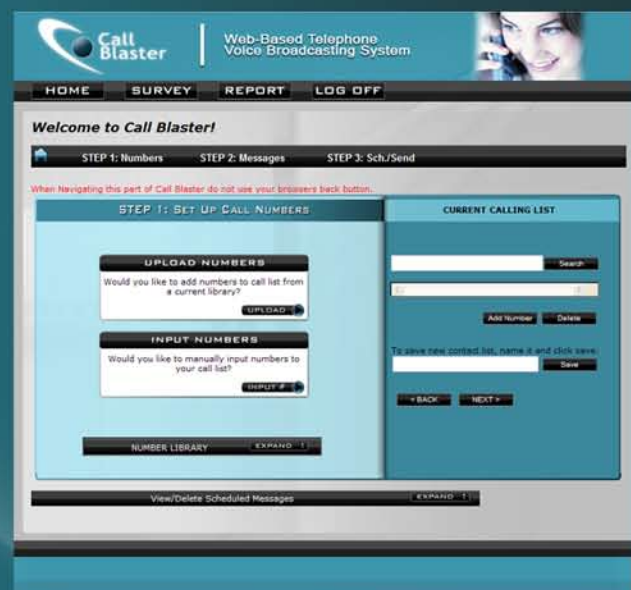 Call
Blaster
Web-Based Telephone
Voice Broadcasting System
HOME SURVEY REPORT LOG OFF
Welcome to Call Blaster!
STEP 1: Numbers STEP 2: Messages STEP 3: Sch./Send
When Navigating this part of Call Blaster do not use your browsers back button.
STEP 1: SET UP CALL NUMBERS
UPLOAD NUMBERS
Would you like to add numbers to call list from
a current library?
UPLOAD
INPUT NUMBERS
Would you like to manually input numbers to
your call list?
INPUT #
NUMBER LIBRARY EXPAND
CURRENT CALLING LIST
Search
Add Number Delete
To save new contact list, name it and click save.
Save
< BACK NEXT >
View/Delete Scheduled Messages EXPAND